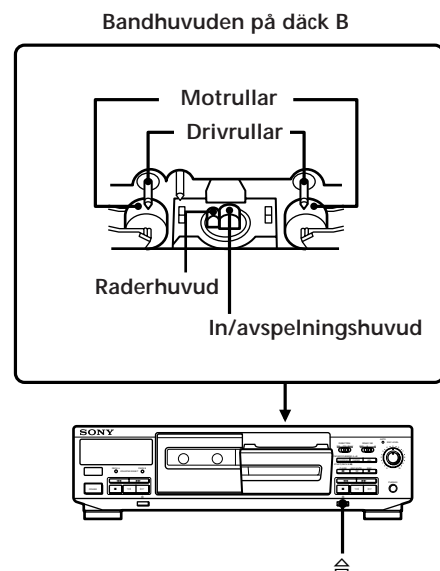 Bandhuvuden på däck B
Motrullar
Drivrullar
Raderhuvud
In/avspelningshuvud
SONY